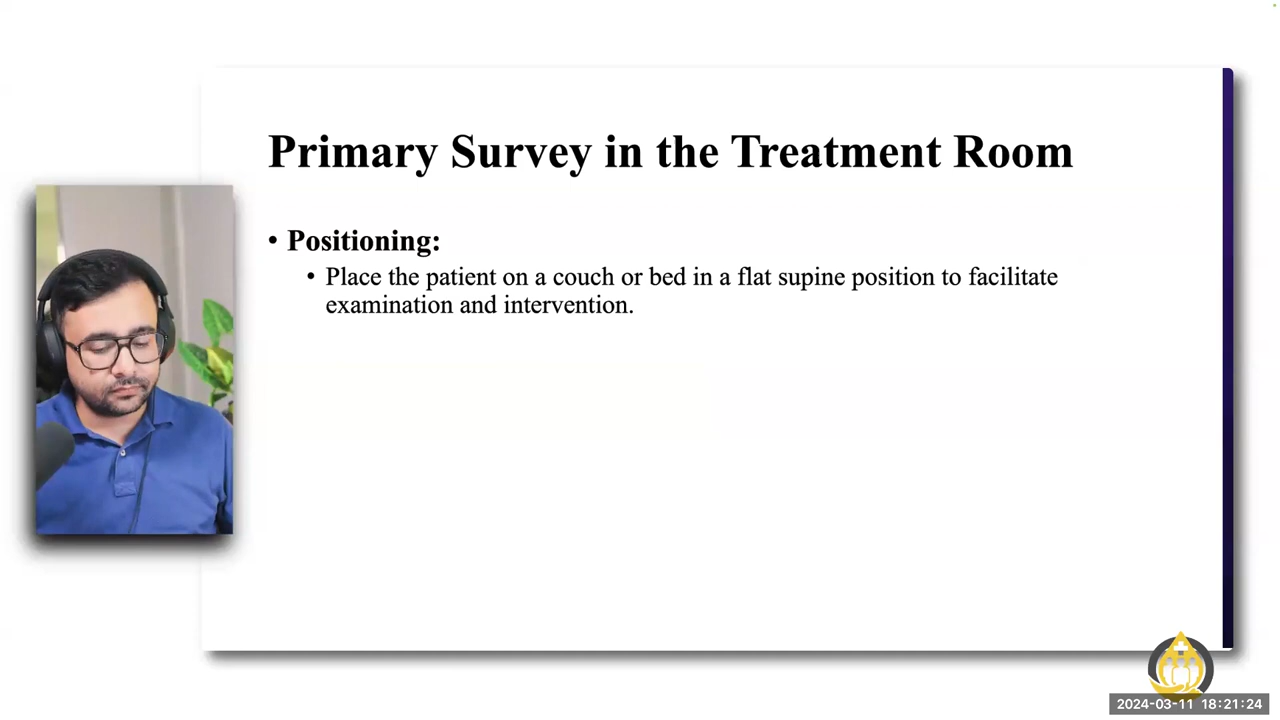 Primary Survey in the Treatment Room
• Positioning:
• Place the patient on a couch or bed in a flat supine position to facilitate
examination and intervention.
2024-03-11 18:21:24